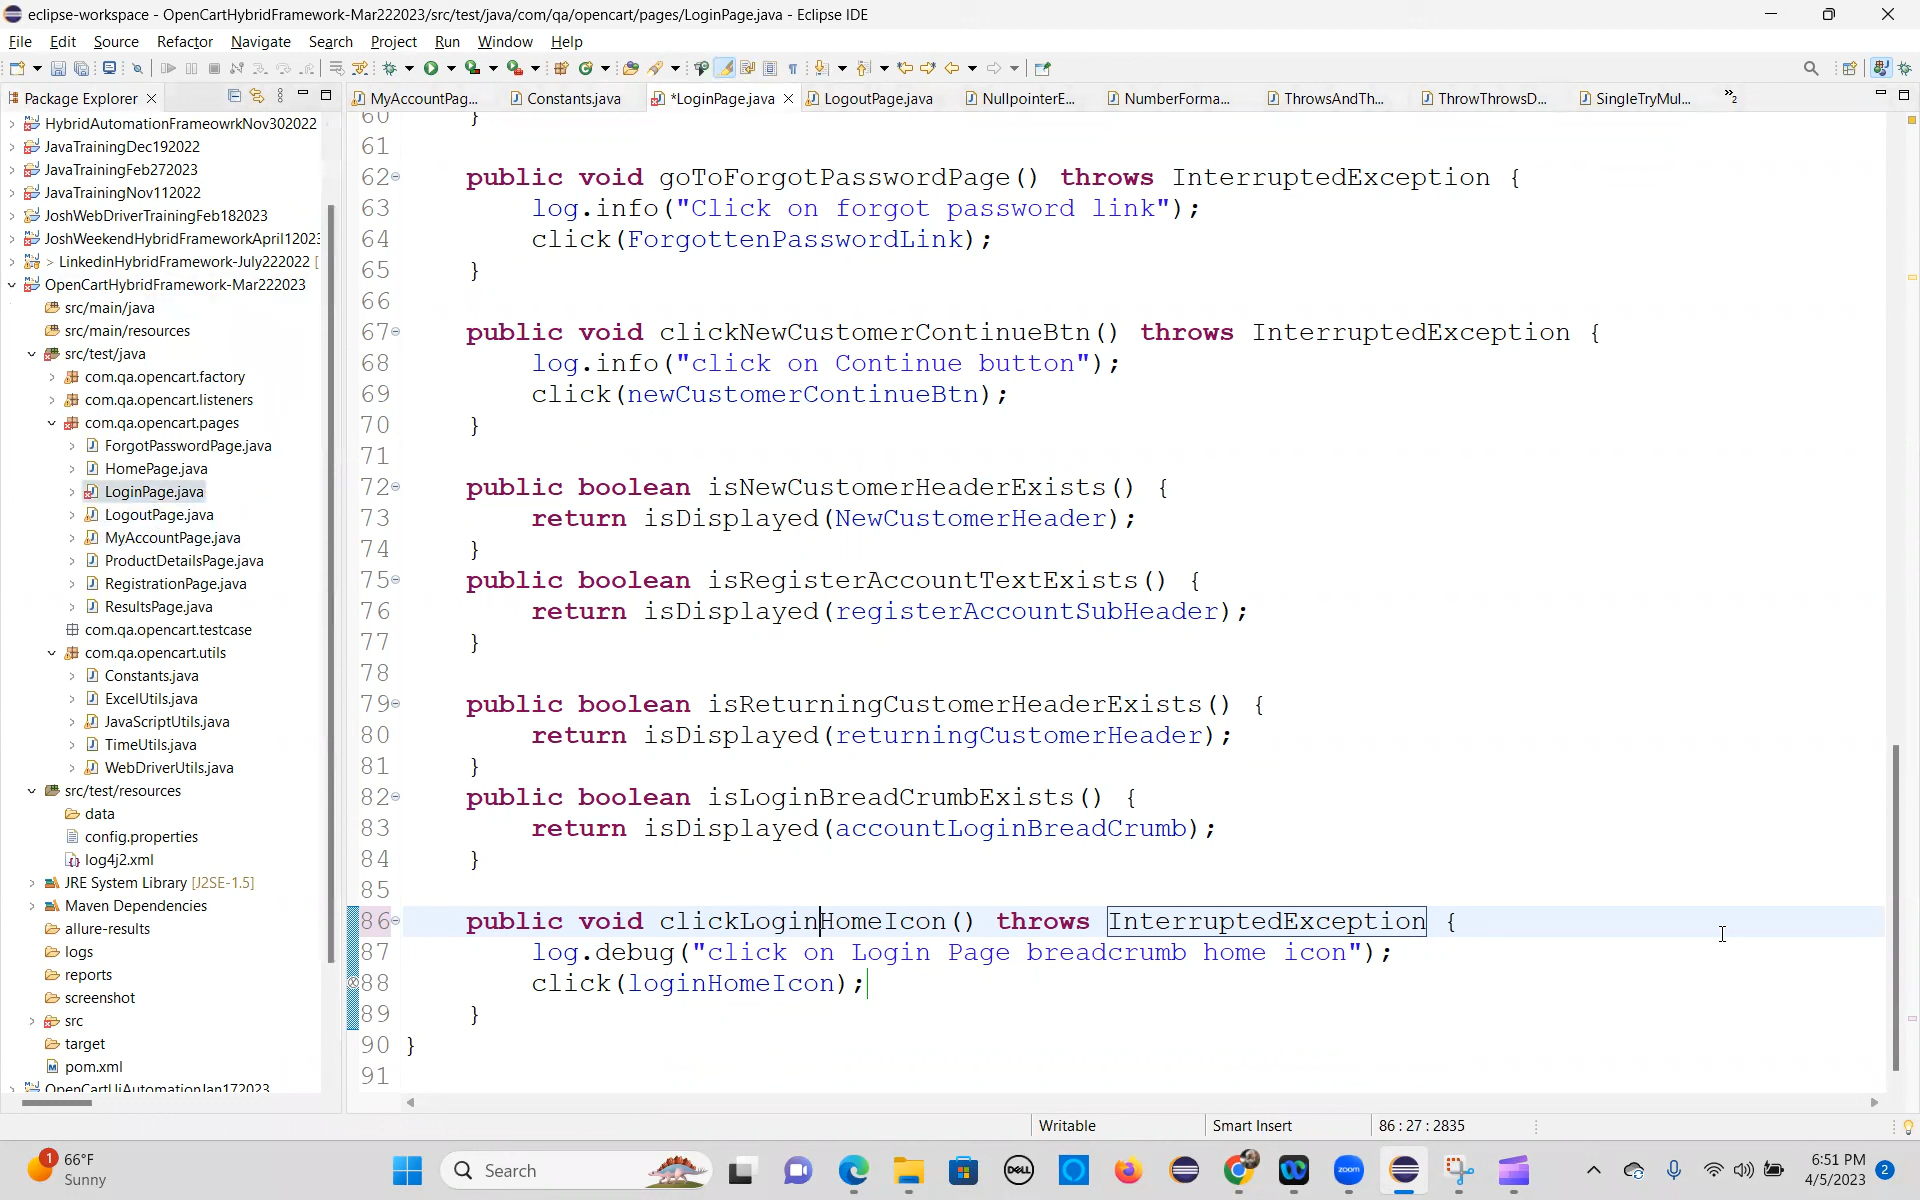 eclipse-workspace - OpenCartHybridFramework-Mar222023/src/test/java/com/qa/opencart/pages/LoginPage.java - Eclipse IDE
File Edit Source Refactor Navigate Search Project Run Window Help
Package Explorer
MyAccountPag... Constants.java *LoginPage.java LogoutPage.java NullpointerE... NumberForma... ThrowsAndTh... ThrowThrowsD... SingleTryMul... »2
HybridAutomationFrameowrkNov302022
JavaTrainingDec192022
JavaTrainingFeb272023
JavaTrainingNov112022
JoshWebDriverTrainingFeb182023
JoshWeekendHybridFrameworkApril12023
> LinkedinHybridFramework-July222022 [
OpenCartHybridFramework-Mar222023
src/main/java
src/main/resources
src/test/java
com.qa.opencart.factory
com.qa.opencart.listeners
com.qa.opencart.pages
ForgotPasswordPage.java
HomePage.java
LoginPage.java
LogoutPage.java
MyAccountPage.java
ProductDetailsPage.java
RegistrationPage.java
ResultsPage.java
com.qa.opencart.testcase
com.qa.opencart.utils
Constants.java
ExcelUtils.java
JavaScriptUtils.java
TimeUtils.java
WebDriverUtils.java
src/test/resources
data
config.properties
log4j2.xml
JRE System Library [J2SE-1.5]
Maven Dependencies
allure-results
logs
reports
screenshot
src
target
pom.xml
OpenCartUiAutomationJan172023
60 }
61
62 public void goToForgotPasswordPage() throws InterruptedException {
63 log.info("Click on forgot password link");
64 click(ForgottenPasswordLink);
65 }
66
67 public void clickNewCustomerContinueBtn() throws InterruptedException {
68 log.info("click on Continue button");
69 click(newCustomerContinueBtn);
70 }
71
72 public boolean isNewCustomerHeaderExists() {
73 return isDisplayed(NewCustomerHeader);
74 }
75 public boolean isRegisterAccountTextExists() {
76 return isDisplayed(registerAccountSubHeader);
77 }
78
79 public boolean isReturningCustomerHeaderExists() {
80 return isDisplayed(returningCustomerHeader);
81 }
82 public boolean isLoginBreadCrumbExists() {
83 return isDisplayed(accountLoginBreadCrumb);
84 }
85
86 public void clickLoginHomeIcon() throws InterruptedException {
87 log.debug("click on Login Page breadcrumb home icon");
88 click(loginHomeIcon);
89 }
90 }
91
Writable Smart Insert 86 : 27 : 2835
1 66°F
Sunny
Search
DELL
zoom
6:51 PM
4/5/2023
2